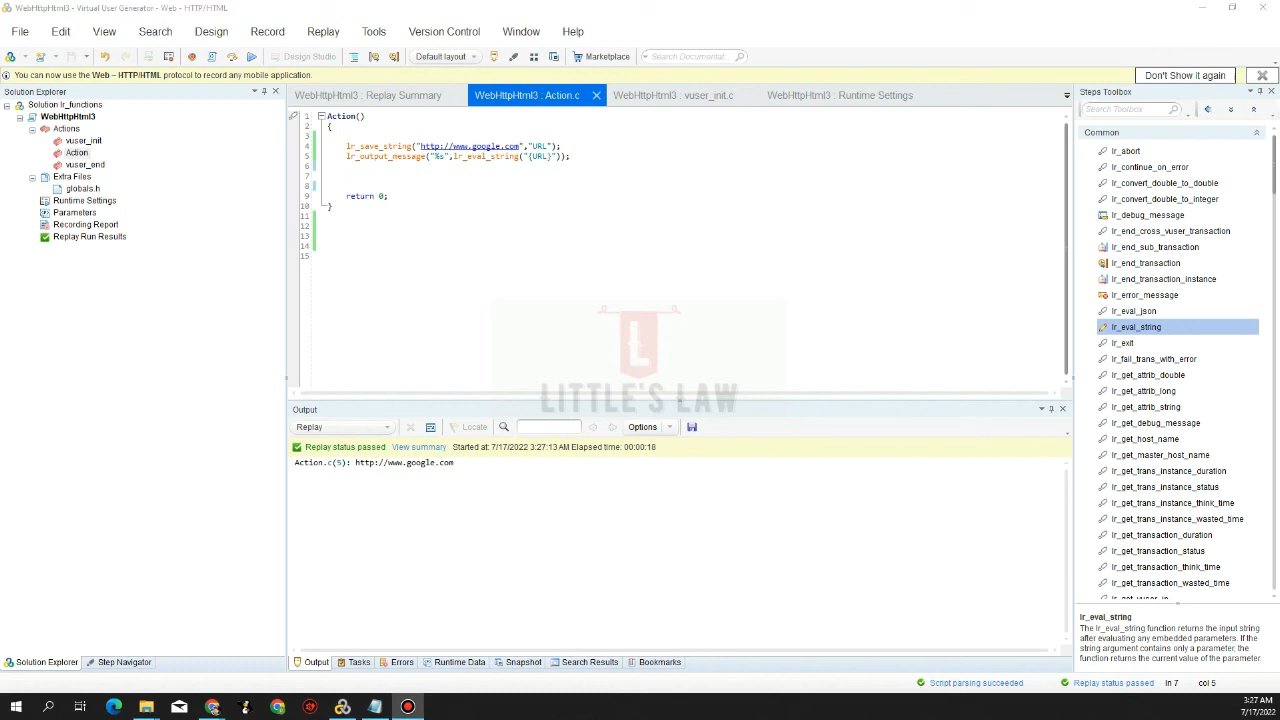 WebHttpHtml3 - Virtual User Generator - Web - HTTP/HTML
File Edit View Search Design Record Replay Tools Version Control Window Help
Design Studio Default layout Marketplace Search Documentat.
You can now use the Web – HTTP/HTML protocol to record any mobile application. Don't Show it again
Solution Explorer
Solution lr_functions
WebHttpHtml3
Actions
vuser_init
Action
vuser_end
Extra Files
globals.h
Runtime Settings
Parameters
Recording Report
Replay Run Results
WebHttpHtml3 : Replay Summary WebHttpHtml3 : Action.c WebHttpHtml3 : vuser_init.c WebHttpHtml3 : Runtime Settings
1 Action()
2 {
3
4 lr_save_string("http://www.google.com","URL");
5 lr_output_message("%s",lr_eval_string("{URL}"));
6
7
8
9 return 0;
10 }
11
12
13
14
15
L
LITTLE'S LAW
Output
Replay Locate Options
Replay status passed View summary Started at: 7/17/2022 3:27:13 AM Elapsed time: 00:00:18
Action.c(5): http://www.google.com
Steps Toolbox
Search Toolbox
Common
lr_abort
lr_continue_on_error
lr_convert_double_to_double
lr_convert_double_to_integer
lr_debug_message
lr_end_cross_vuser_transaction
lr_end_sub_transaction
lr_end_transaction
lr_end_transaction_instance
lr_error_message
lr_eval_json
lr_eval_string
lr_exit
lr_fail_trans_with_error
lr_get_attrib_double
lr_get_attrib_long
lr_get_attrib_string
lr_get_debug_message
lr_get_host_name
lr_get_master_host_name
lr_get_trans_instance_duration
lr_get_trans_instance_status
lr_get_trans_instance_think_time
lr_get_trans_instance_wasted_time
lr_get_transaction_duration
lr_get_transaction_status
lr_get_transaction_think_time
lr_get_transaction_wasted_time
lr_eval_string
The lr_eval_string function returns the input string
after evaluating any embedded parameters. If the
string argument contains only a parameter, the
function returns the current value of the parameter.
Solution Explorer Step Navigator Output Tasks Errors Runtime Data Snapshot Search Results Bookmarks
Script parsing succeeded Replay status passed ln 7 col 5
3:27 AM
7/17/2022